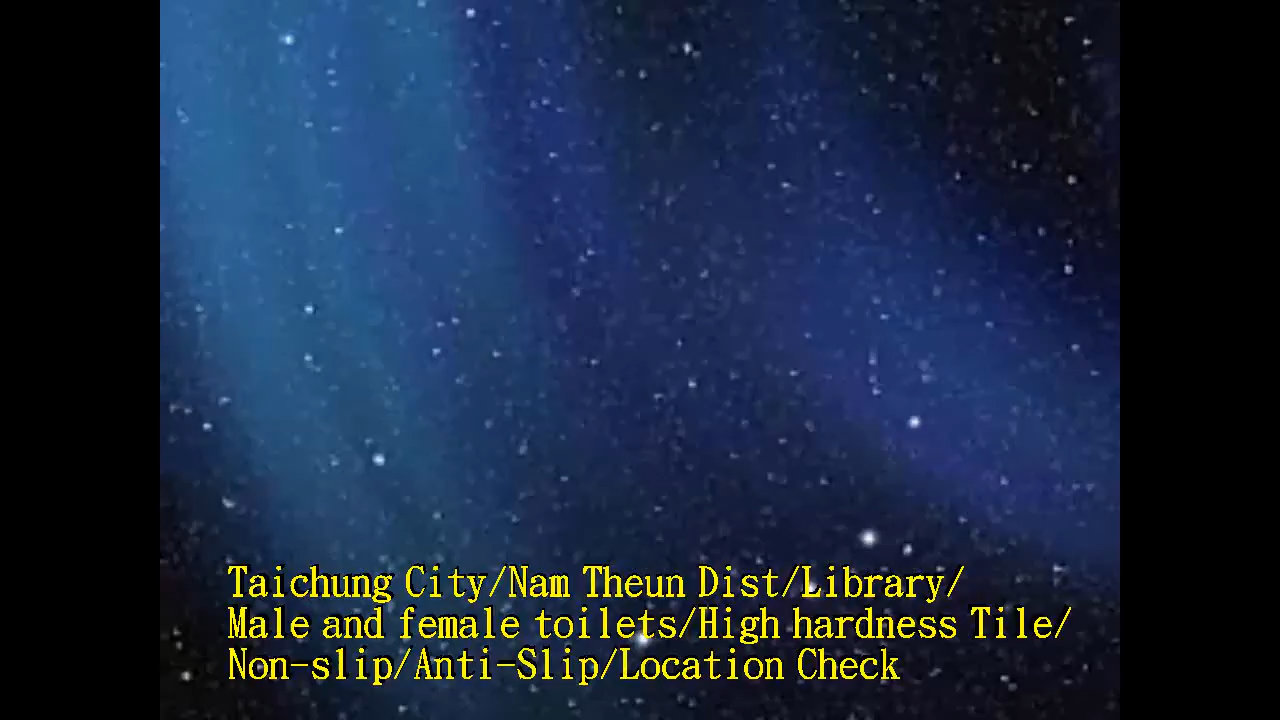 Taichung City/Nam Theun Dist/Library/
Male and female toilets/High hardness Tile/
Non-slip/Anti-Slip/Location Check